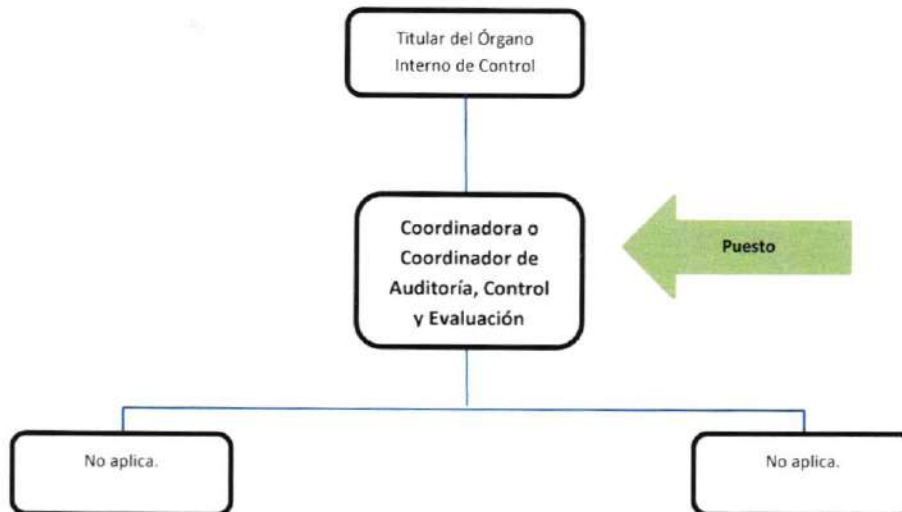 Titular del Órgano
Interno de Control
Coordinadora o
Coordinador de
Auditoría, Control
y Evaluación
Puesto
No aplica.
No aplica.